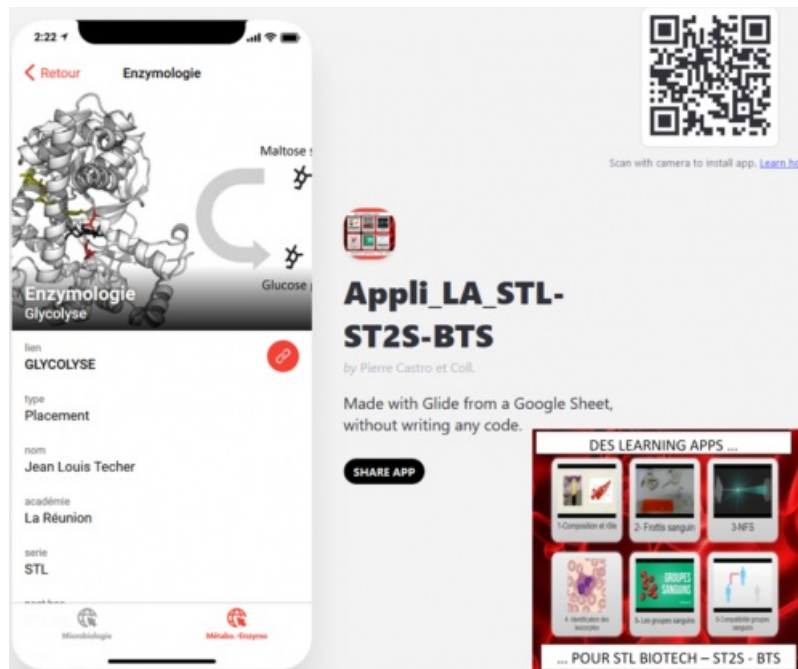 2:22
Retour
Enzymologie
Maltose
Glucose
Enzymologie
Glycolyse
lien
GLYCOLYSE
type
Placement
nom
Jean Louis Techer
académie
La Réunion
serie
STL
Microbiologie
Métabo. -Enzymo
Scan with camera to install app. Learn
Appli_LA_STL-
ST2S-BTS
by Pierre Castro et Coll.
Made with Glide from a Google Sheet,
without writing any code.
SHARE APP
DES LEARNING APPS ...
1-Composition et rôle
2- Frottis sanguin
3-NFS
4- Identification des
leucocytes
GROUPES
SANGUINS
5- Les groupes sanguins
Compatibilité groupes
sanguins
... POUR STL BIOTECH – ST2S - BTS